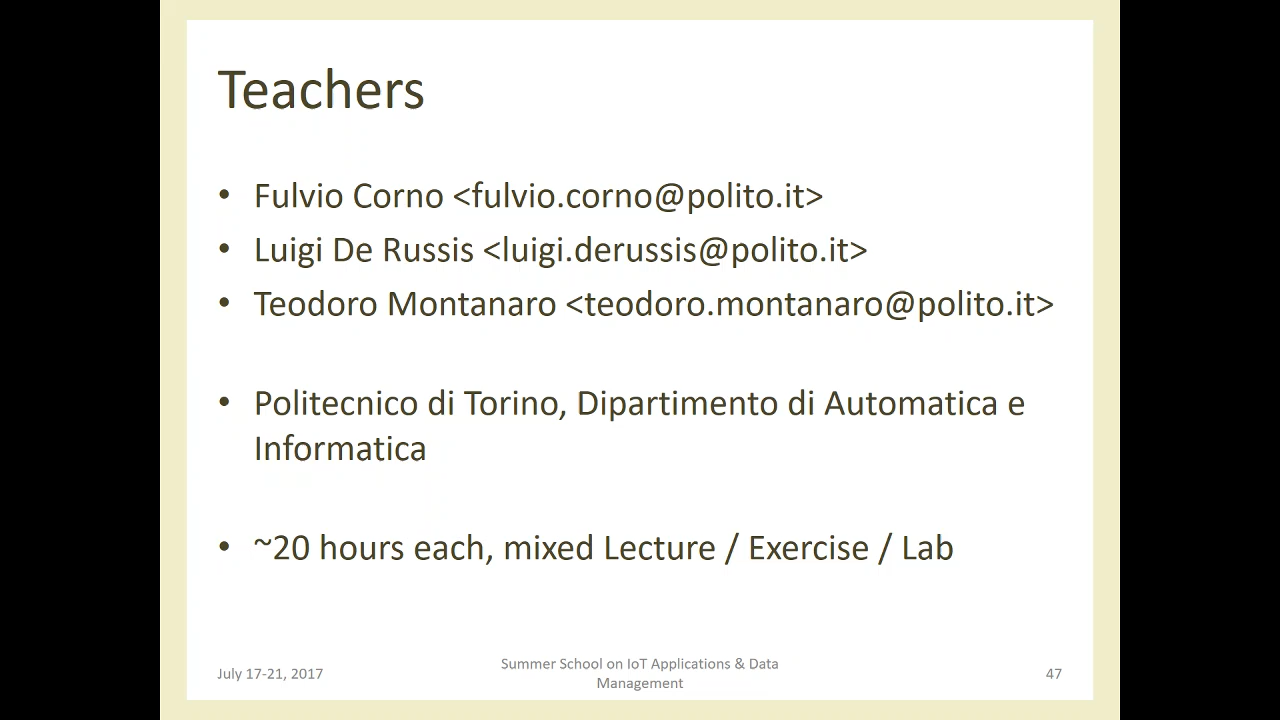 Teachers
• Fulvio Corno <fulvio.corno@polito.it>
• Luigi De Russis <luigi.derussis@polito.it>
• Teodoro Montanaro <teodoro.montanaro@polito.it>
• Politecnico di Torino, Dipartimento di Automatica e
Informatica
• ~20 hours each, mixed Lecture / Exercise / Lab
July 17-21, 2017
Summer School on IoT Applications & Data
Management
47